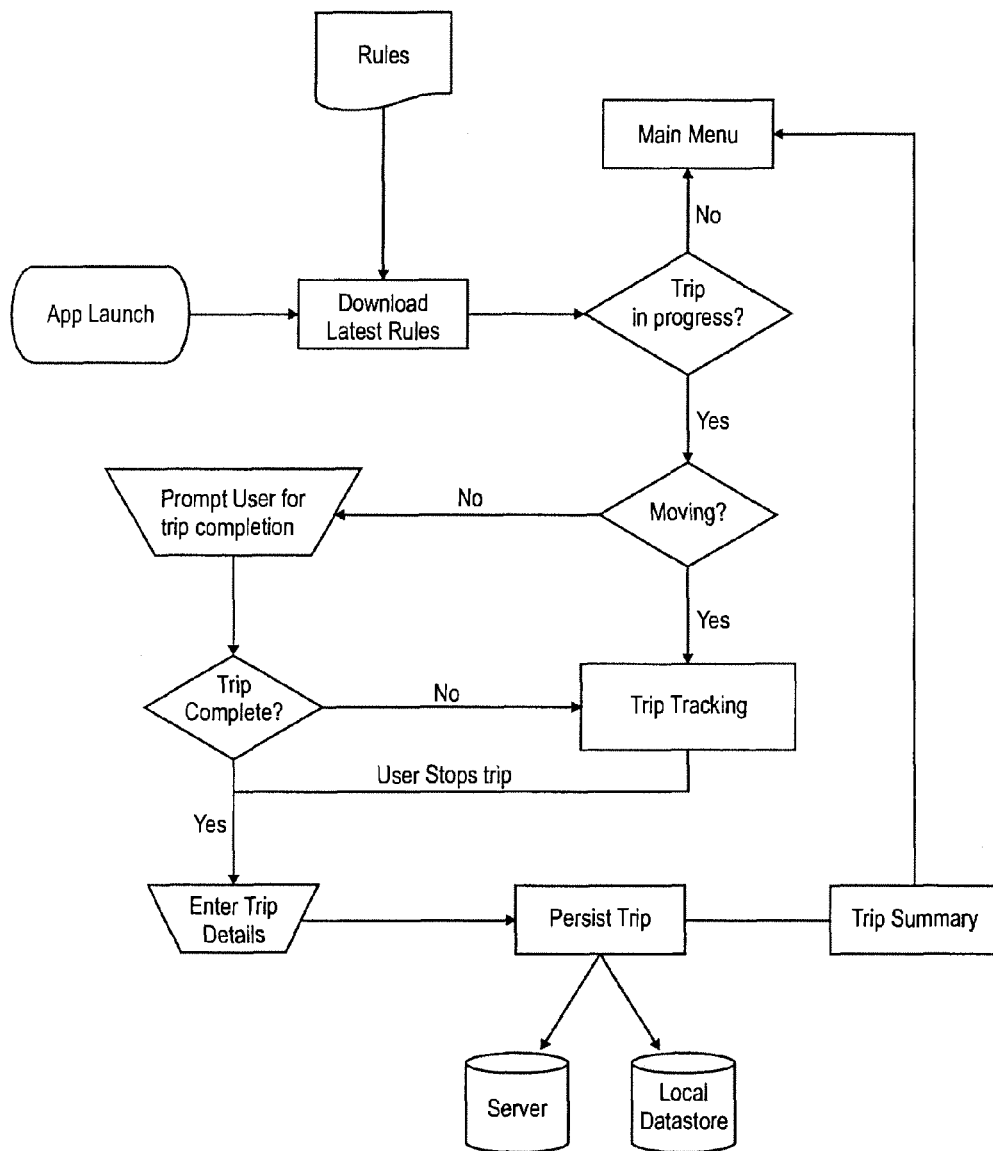 Rules
Main Menu
No
App Launch
Download
Latest Rules
Trip
in progress?
Yes
Prompt User for
trip completion
No
Moving?
Yes
Trip
Complete?
No
Trip Tracking
User Stops trip
Yes
Enter Trip
Details
Persist Trip
Trip Summary
Server
Local
Datastore